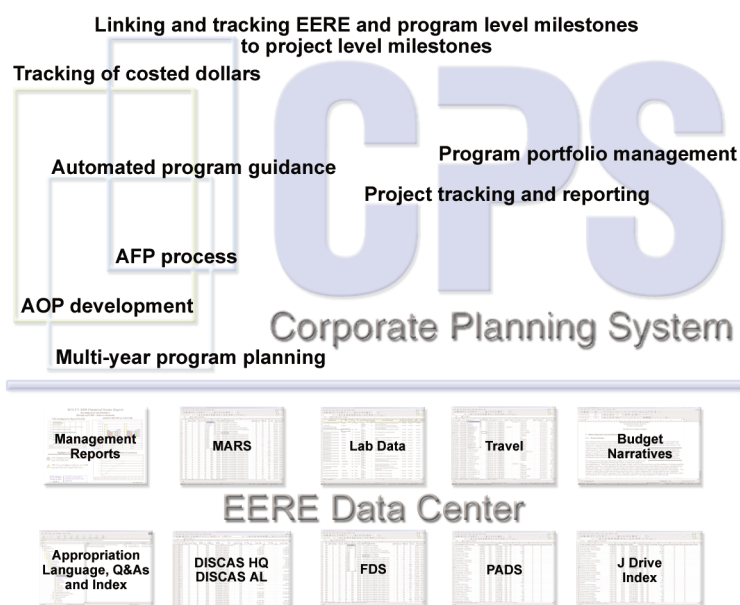 Linking and tracking EERE and program level milestones
to project level milestones
Tracking of costed dollars
CPS
Program portfolio management
Automated program guidance
Project tracking and reporting
AFP process
AOP development
Corporate Planning System
Multi-year program planning
Management
Reports
MARS
Lab Data
Travel
Budget
Narratives
EERE Data Center
Appropriation
Language, Q&As
and Index
DISCAS HQ
DISCAS AL
FDS
PADS
J Drive
Index